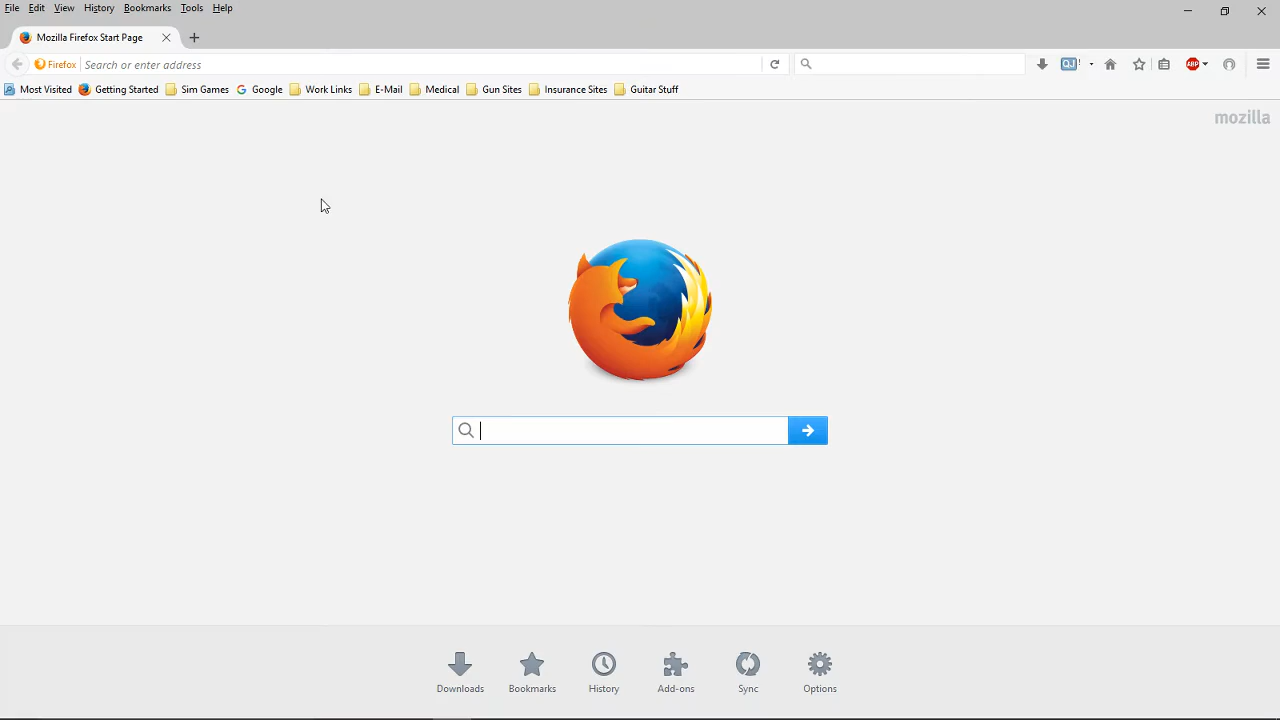 File Edit View History Bookmarks Tools Help
Mozilla Firefox Start Page
Firefox Search or enter address
ABP
Most Visited Getting Started Sim Games Google Work Links E-Mail Medical Gun Sites Insurance Sites Guitar Stuff
mozilla
Downloads Bookmarks History Add-ons Sync Options